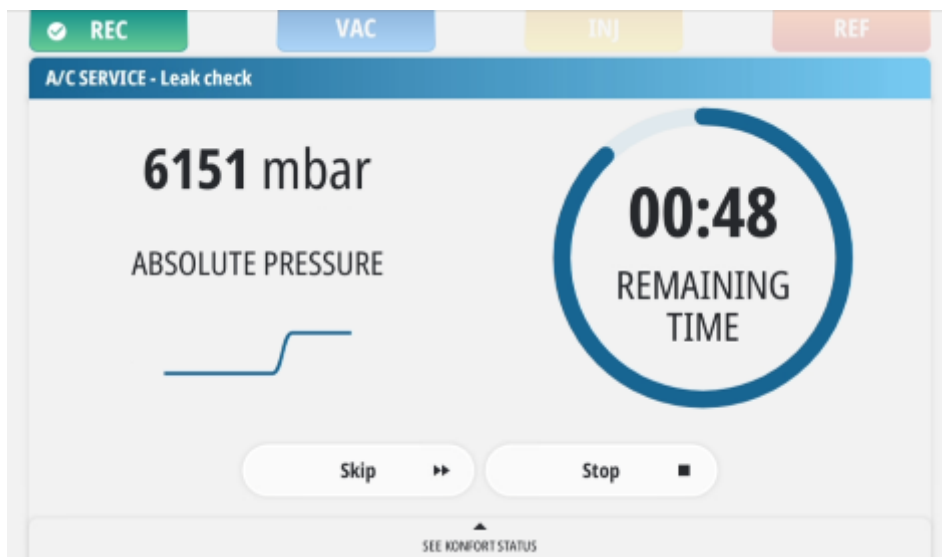 REC VAC INJ REF
A/C SERVICE - Leak check
6151 mbar
00:48
ABSOLUTE PRESSURE
REMAINING
TIME
Skip Stop
SEE KONFORT STATUS